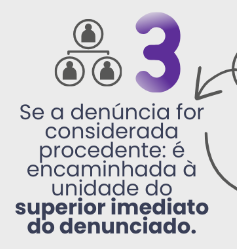 3
Se a denúncia for
considerada
procedente: é
encaminhada à
unidade do
superior imediato
do denunciado.